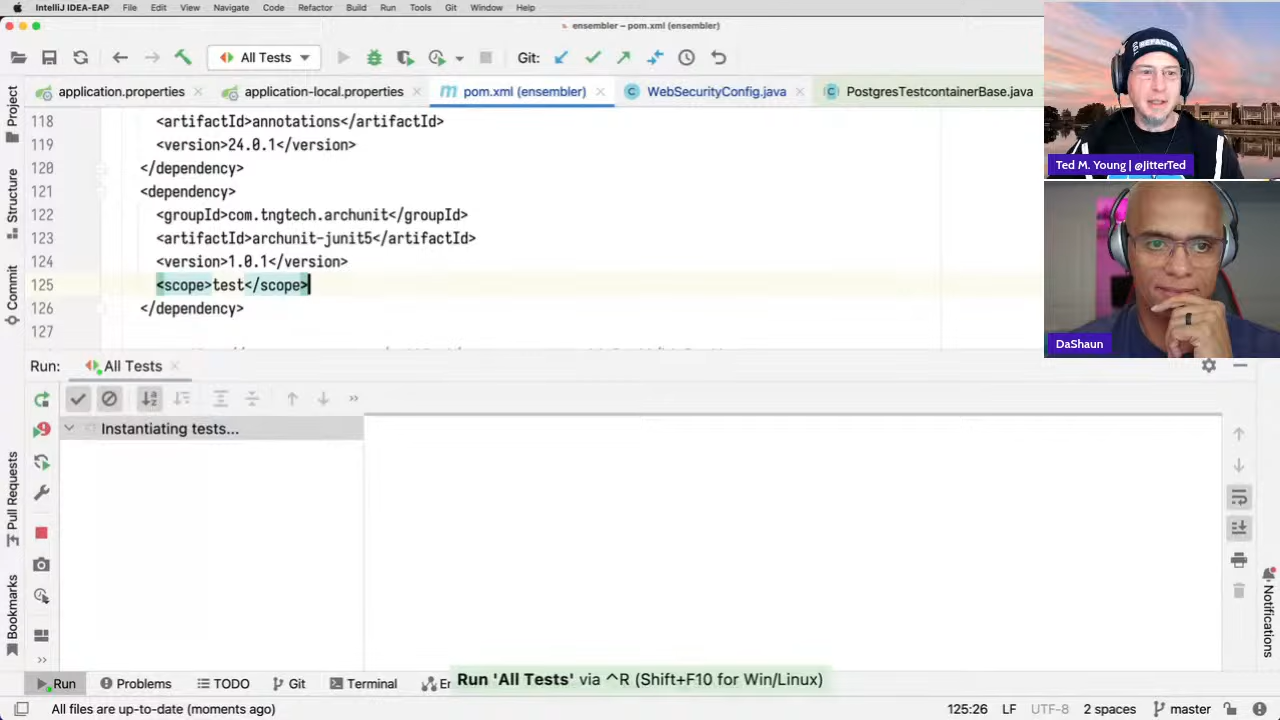 IntelliJ IDEA-EAP File Edit View Navigate Code Refactor Build Run Tools Git Window Help
ensembler – pom.xml (ensembler)
All Tests Git:
Project
application.properties application-local.properties pom.xml (ensembler) WebSecurityConfig.java PostgresTestcontainerBase.java
118 <artifactId>annotations</artifactId>
119 <version>24.0.1</version>
120 </dependency>
121 <dependency>
122 <groupId>com.tngtech.archunit</groupId>
123 <artifactId>archunit-junit5</artifactId>
124 <version>1.0.1</version>
125 <scope>test</scope>
126 </dependency>
127
Structure
Commit
Pull Requests
Bookmarks
REFACTOR
Ted M. Young | @JitterTed
DaShaun
Run: All Tests
Instantiating tests...
Notifications
Run 'All Tests' via ^R (Shift+F10 for Win/Linux)
Run Problems TODO Git Terminal
All files are up-to-date (moments ago) 125:26 LF UTF-8 2 spaces master